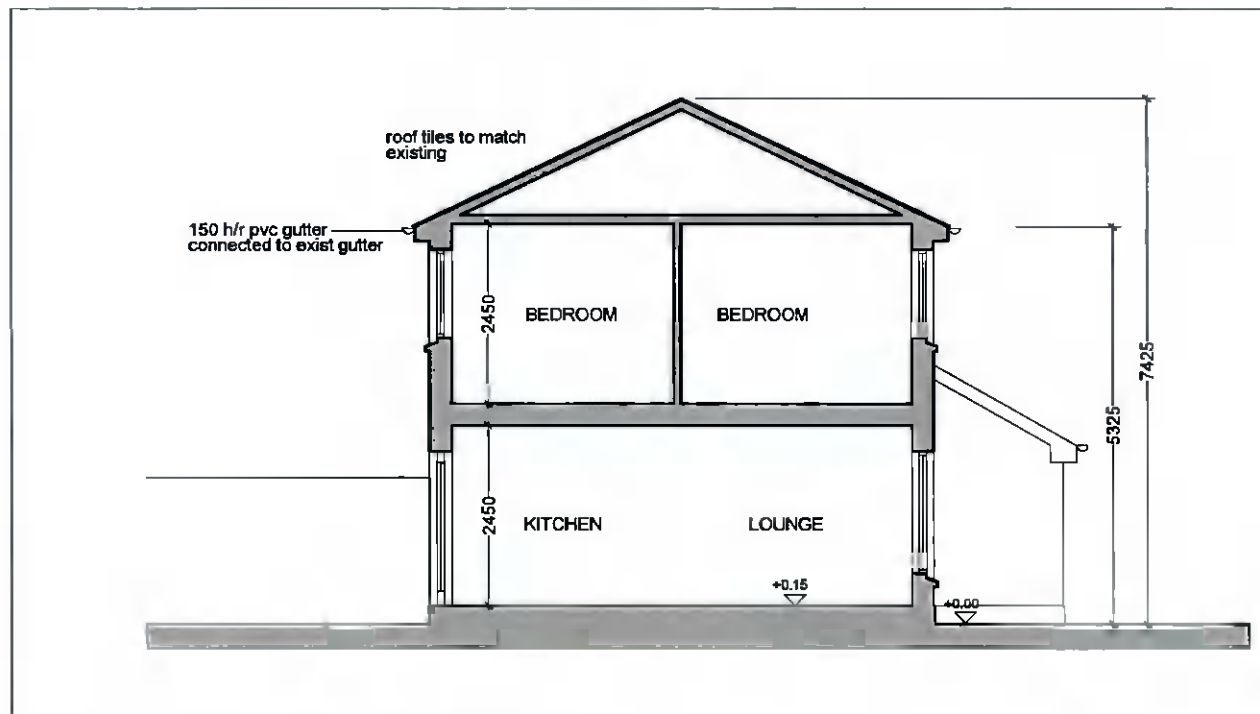 roof tiles to match
existing
150 h/r pvc gutter
connected to exist gutter
2450
BEDROOM
BEDROOM
7425
5325
2450
KITCHEN
LOUNGE
+0.15
+0.00